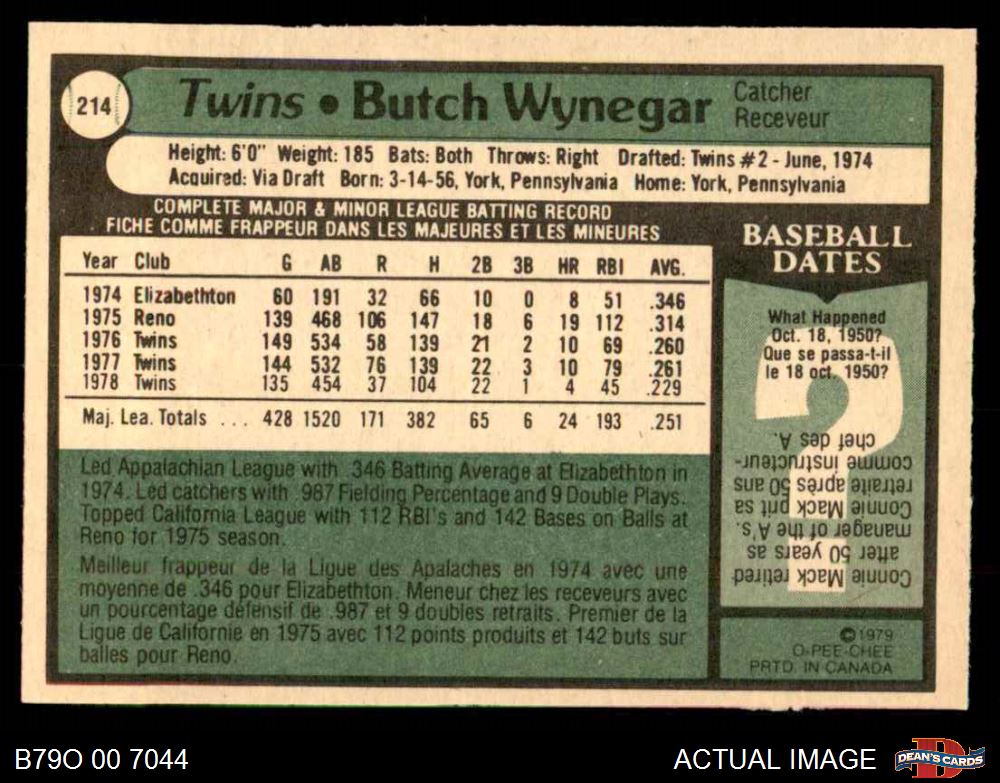 214
Twins • Butch Wynegar
Catcher
Receveur
Height: 6'0" Weight: 185 Bats: Both Throws: Right Drafted: Twins #2 - June, 1974
Acquired: Via Draft Born: 3-14-56, York, Pennsylvania Home: York, Pennsylvania
COMPLETE MAJOR & MINOR LEAGUE BATTING RECORD
FICHE COMME FRAPPEUR DANS LES MAJEURES ET LES MINEURES
Year Club G AB R H 2B 3B HR RBI AVG.
1974 Elizabethton 60 191 32 66 10 0 8 51 .346
1975 Reno 139 468 106 147 18 6 19 112 .314
1976 Twins 149 534 58 139 21 2 10 69 .260
1977 Twins 144 532 76 139 22 3 10 79 .261
1978 Twins 135 454 37 104 22 1 4 45 .229
Maj. Lea. Totals ... 428 1520 171 382 65 6 24 193 .251
Led Appalachian League with .346 Batting Average at Elizabethton in
1974. Led catchers with .987 Fielding Percentage and 9 Double Plays.
Topped California League with 112 RBI's and 142 Bases on Balls at
Reno for 1975 season.
Meilleur frappeur de la Ligue des Apalaches en 1974 avec une
moyenne de .346 pour Elizabethton. Meneur chez les receveurs avec
un pourcentage défensif de .987 et 9 doubles retraits. Premier de la
Ligue de Californie en 1975 avec 112 points produits et 142 buts sur
balles pour Reno.
BASEBALL
DATES
What Happened
Oct. 18, 1950?
Que se passa-t-il
le 18 oct. 1950?
Connie Mack retired
after 50 years as
manager of the A's.
Connie Mack prit sa
retraite après 50 ans
comme instructeur-
chef des A.
©1979
O-PEE-CHEE
PRTD. IN CANADA
B79O 00 7044
ACTUAL IMAGE
DEAN'S CARDS